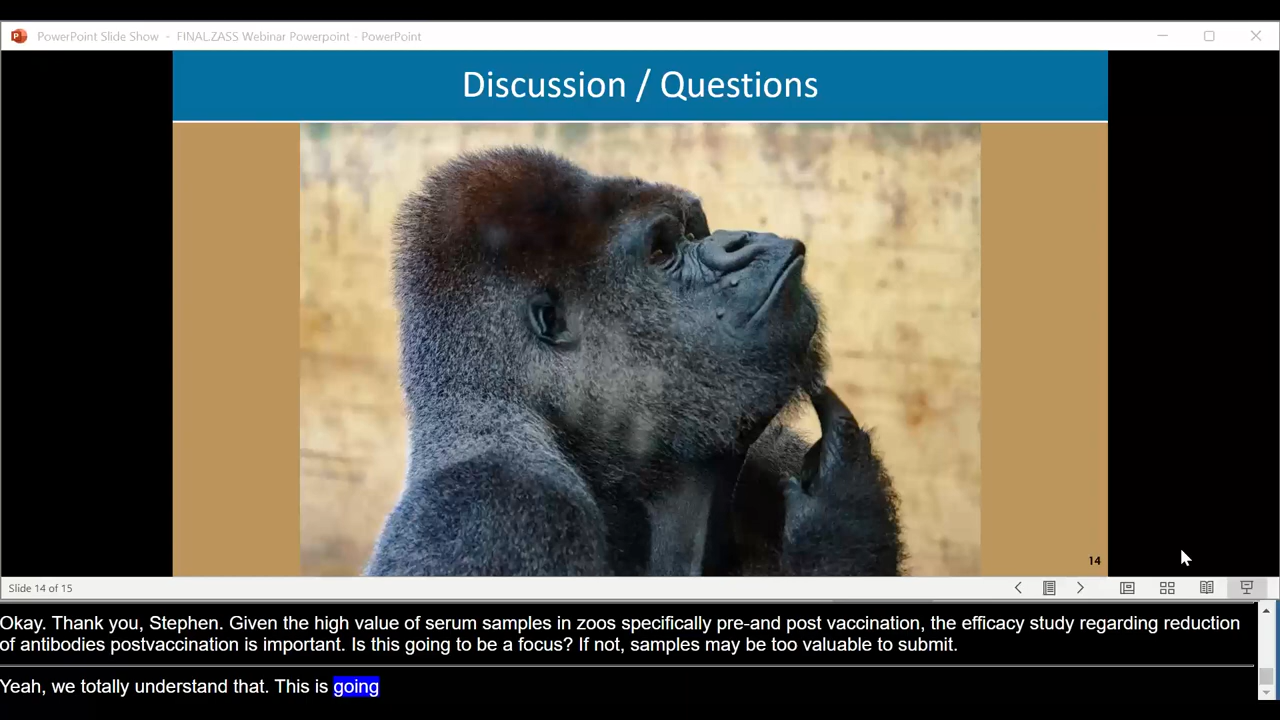 PowerPoint Slide Show - FINAL.ZASS Webinar Powerpoint - PowerPoint
Discussion / Questions
14
Slide 14 of 15
Okay. Thank you, Stephen. Given the high value of serum samples in zoos specifically pre-and post vaccination, the efficacy study regarding reduction
of antibodies postvaccination is important. Is this going to be a focus? If not, samples may be too valuable to submit.
Yeah, we totally understand that. This is going